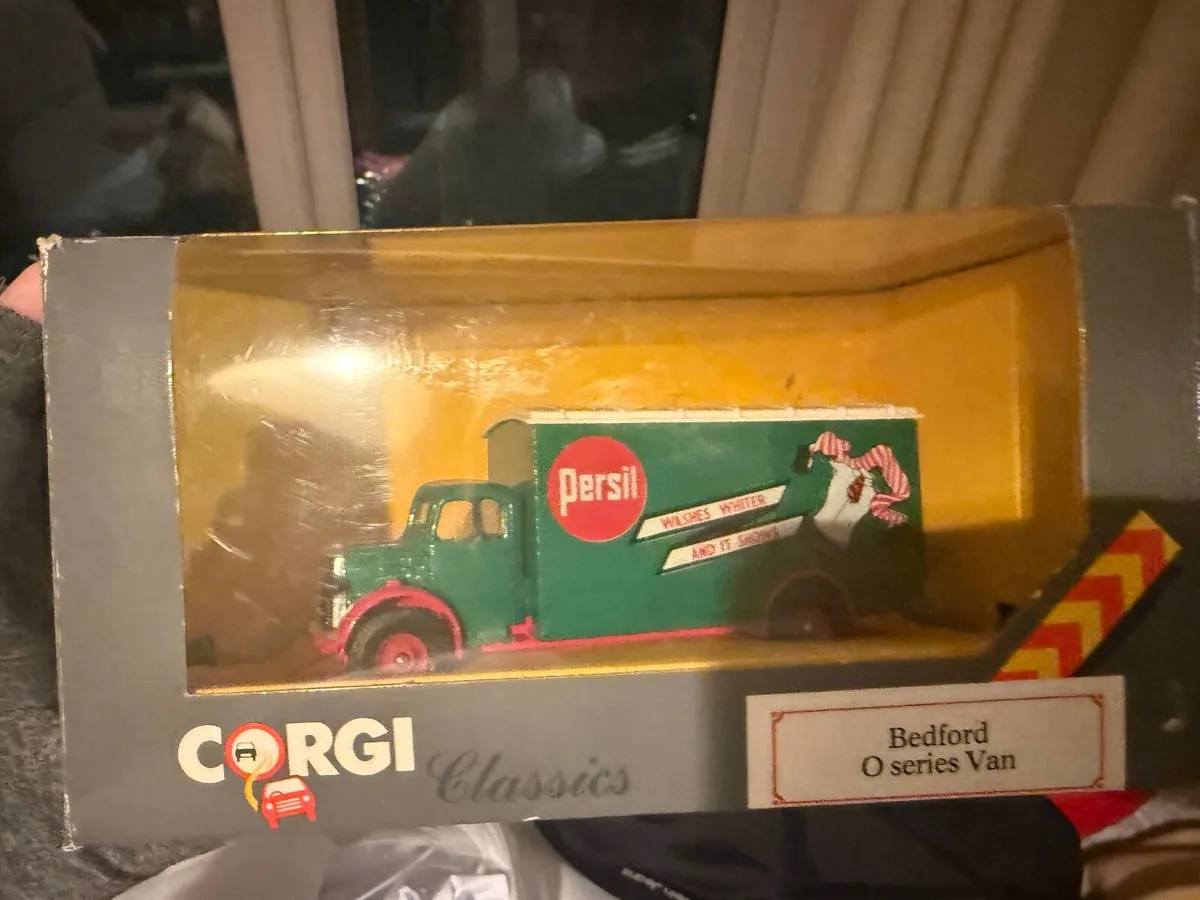 Persil
WASHES WHITER
AND IT SHOWS
CORGI
Classics
Bedford
O series Van